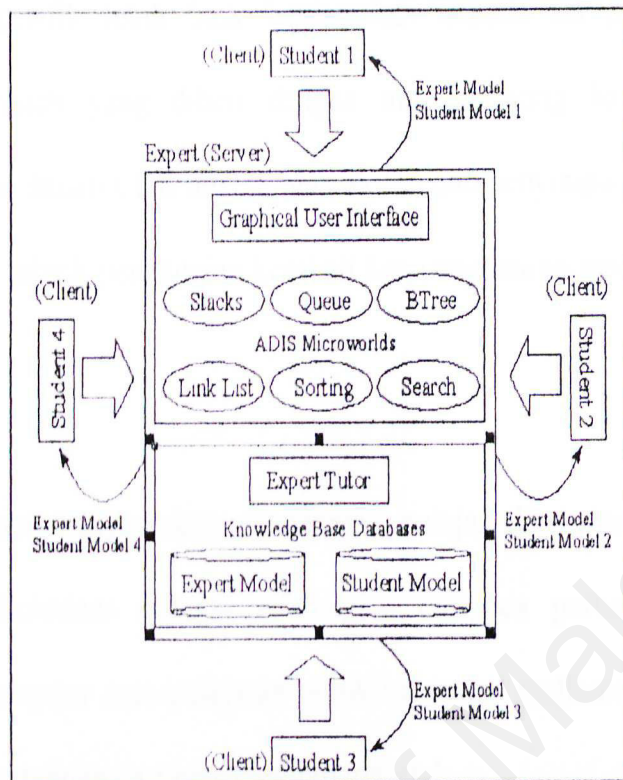 (Client) Student 1
Expert Model
Student Model 1
Expert (Server)
Graphical User Interface
Stacks Queue BTree
ADIS Microworlds
Link List Sorting Search
(Client)
Student 4
(Client)
Student 2
Expert Tutor
Knowledge Base Databases
Expert Model Student Model
Expert Model
Student Model 4
Expert Model
Student Model 2
Expert Model
Student Model 3
(Client) Student 3
of Mala